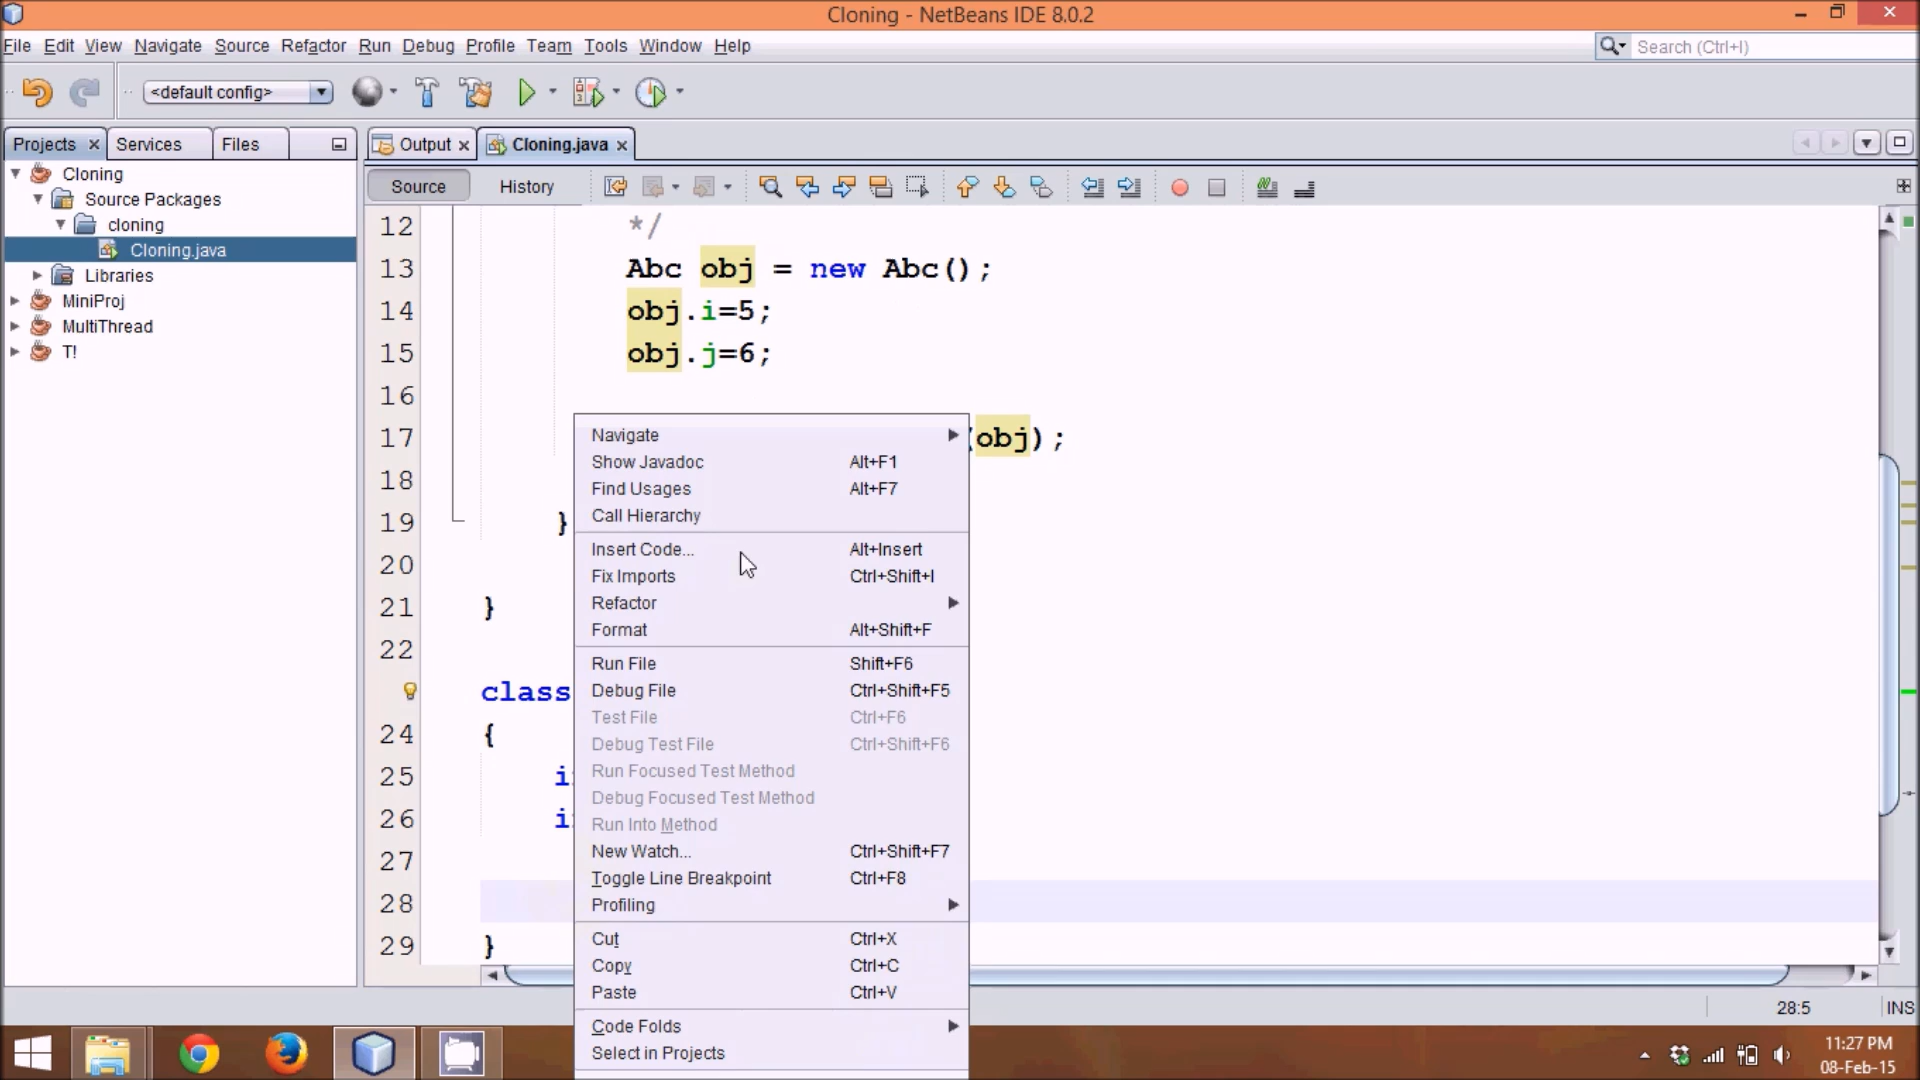 Cloning - NetBeans IDE 8.0.2
File Edit View Navigate Source Refactor Run Debug Profile Team Tools Window Help
Search (Ctrl+I)
<default config>
Projects Services Files
Output Cloning.java
Cloning
Source Packages
cloning
Cloning.java
Libraries
MiniProj
MultiThread
T!
Source History
12 */
13 Abc obj = new Abc();
14 obj.i=5;
15 obj.j=6;
16
17 (obj);
18
19 }
20
21 }
22
class
24 {
25 i
26 i
27
28
29 }
Navigate
Show Javadoc Alt+F1
Find Usages Alt+F7
Call Hierarchy
Insert Code... Alt+Insert
Fix Imports Ctrl+Shift+I
Refactor
Format Alt+Shift+F
Run File Shift+F6
Debug File Ctrl+Shift+F5
Test File Ctrl+F6
Debug Test File Ctrl+Shift+F6
Run Focused Test Method
Debug Focused Test Method
Run Into Method
New Watch... Ctrl+Shift+F7
Toggle Line Breakpoint Ctrl+F8
Profiling
Cut Ctrl+X
Copy Ctrl+C
Paste Ctrl+V
Code Folds
Select in Projects
28:5 INS
11:27 PM
08-Feb-15